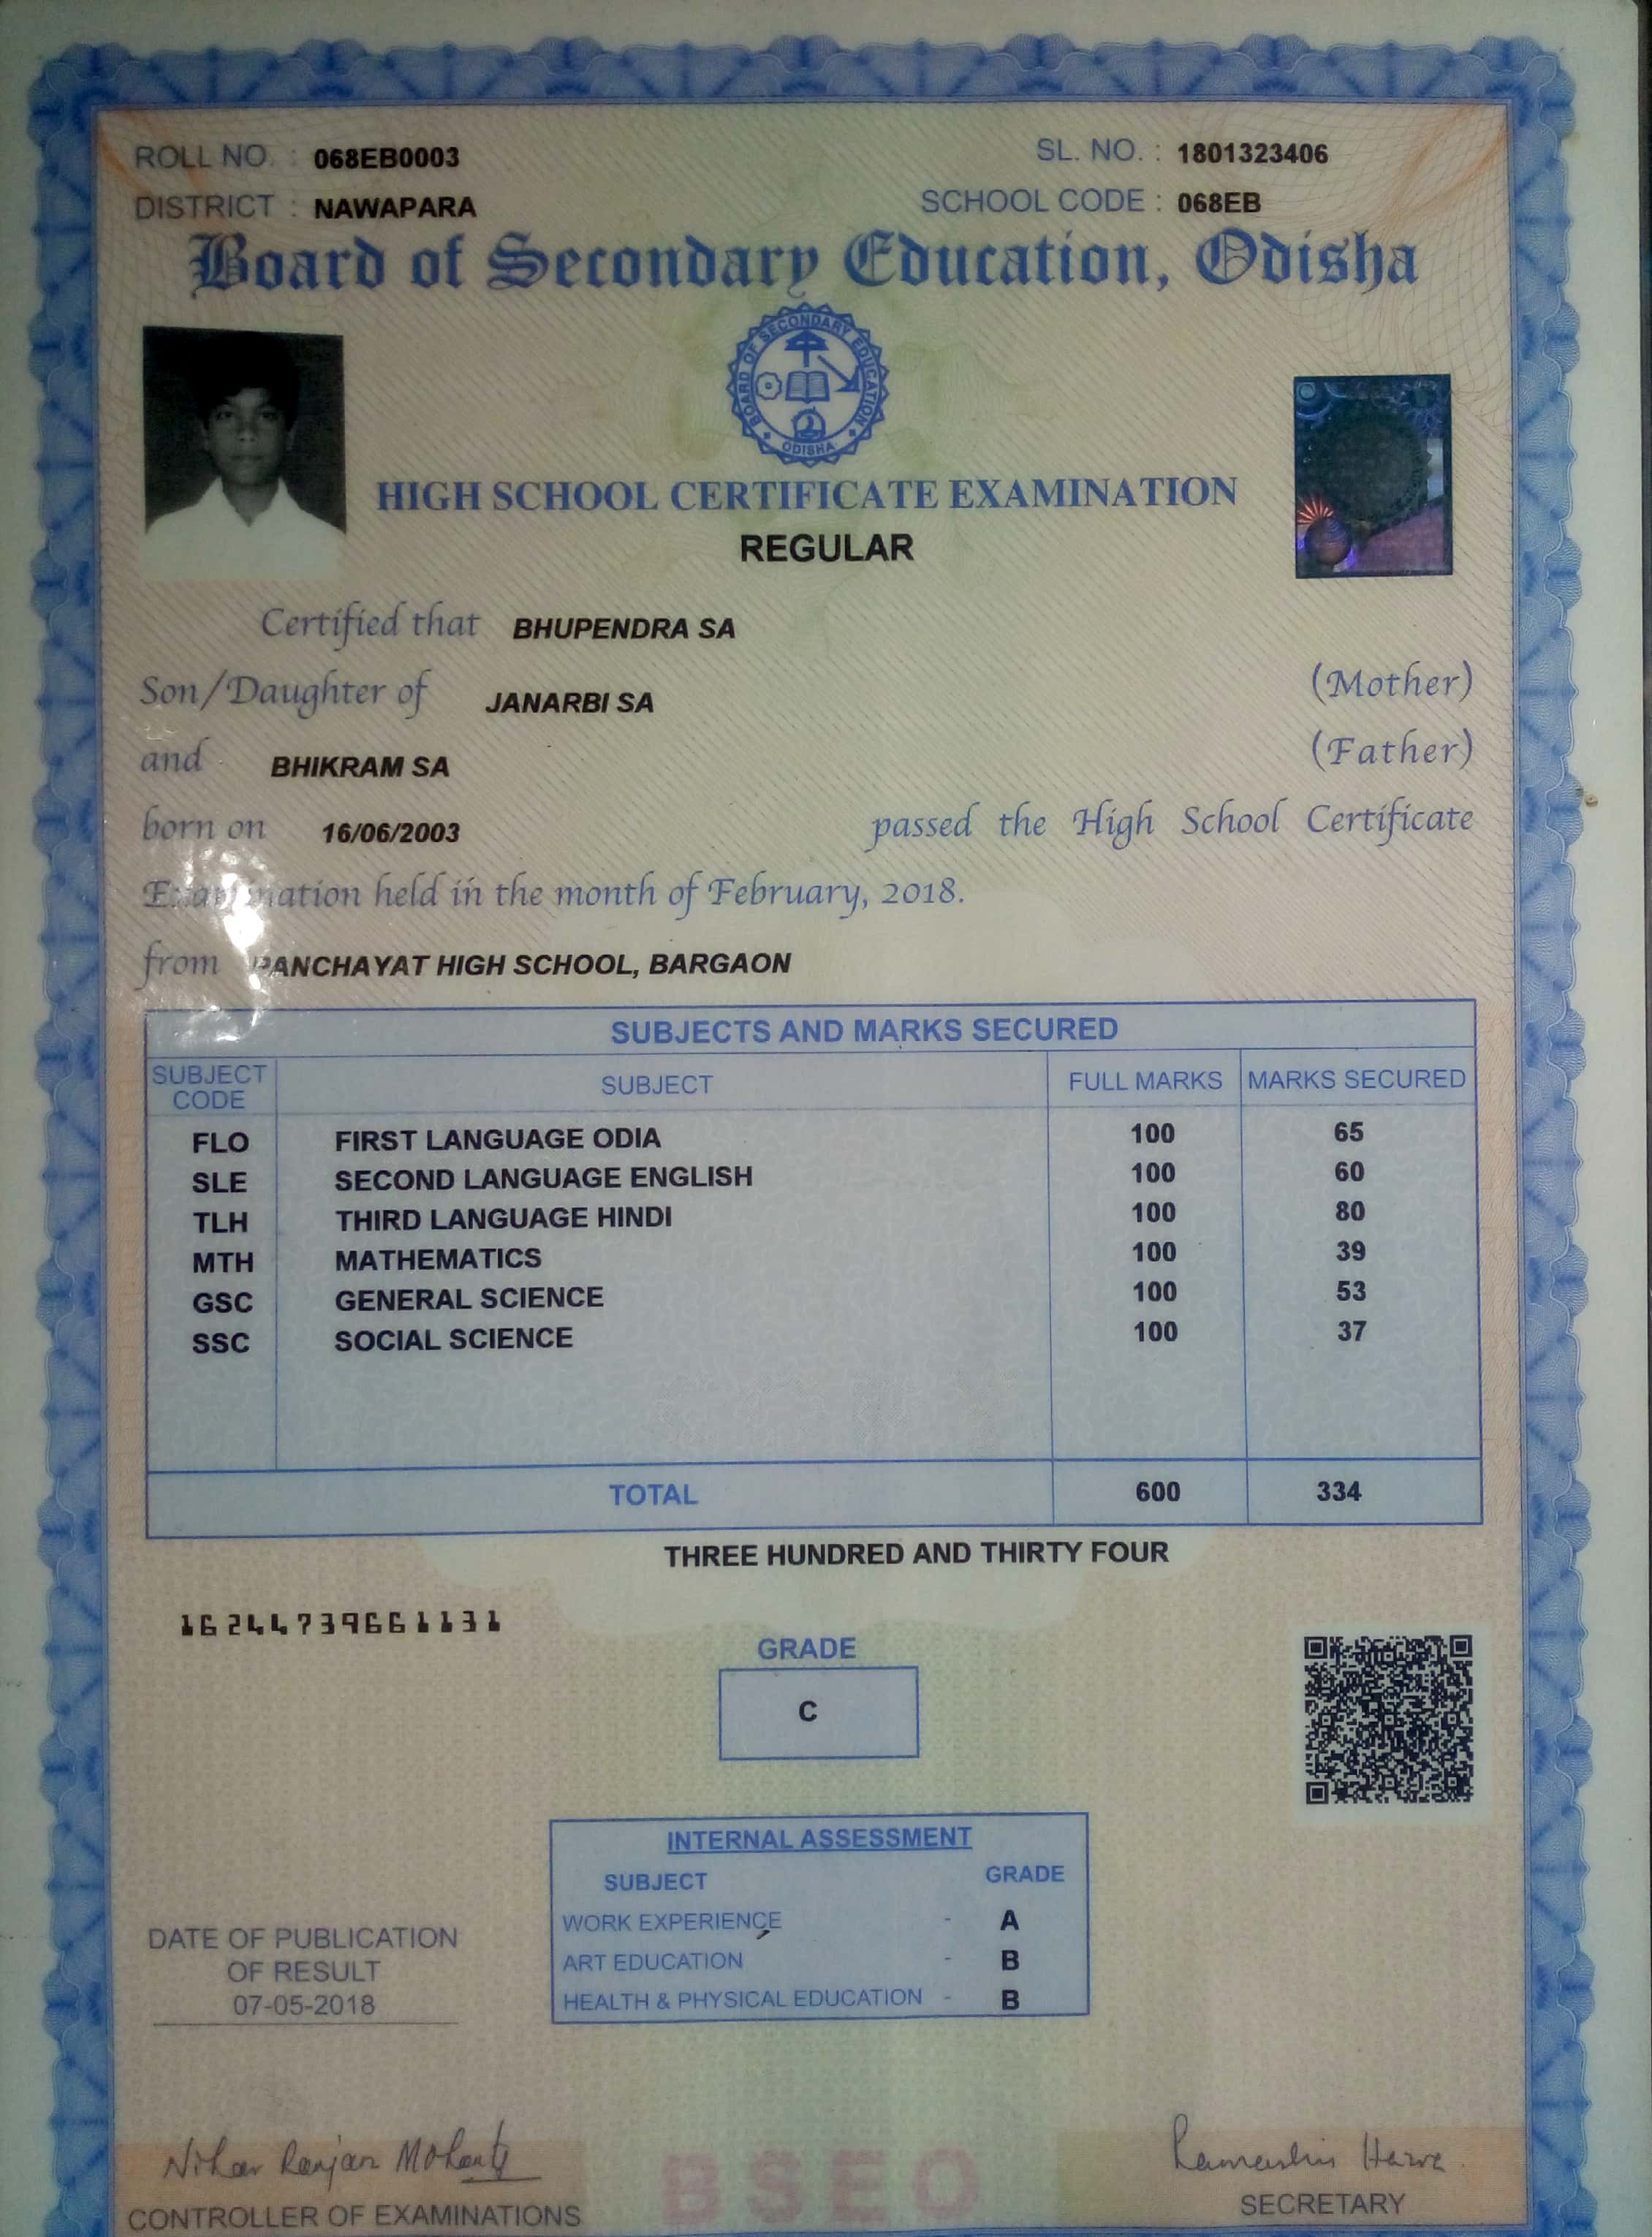 ROLL NO. : 068EB0003 SL. NO. : 1801323406
DISTRICT : NAWAPARA SCHOOL CODE : 068EB
Board of Secondary Education, Odisha
BOARD OF SECONDARY EDUCATION
ODISHA
HIGH SCHOOL CERTIFICATE EXAMINATION
REGULAR
Certified that BHUPENDRA SA
Son/Daughter of JANARBI SA (Mother)
and BHIKRAM SA (Father)
born on 16/06/2003 passed the High School Certificate
Examination held in the month of February, 2018.
from PANCHAYAT HIGH SCHOOL, BARGAON
SUBJECTS AND MARKS SECURED
SUBJECT CODE SUBJECT FULL MARKS MARKS SECURED
FLO FIRST LANGUAGE ODIA 100 65
SLE SECOND LANGUAGE ENGLISH 100 60
TLH THIRD LANGUAGE HINDI 100 80
MTH MATHEMATICS 100 39
GSC GENERAL SCIENCE 100 53
SSC SOCIAL SCIENCE 100 37
TOTAL 600 334
THREE HUNDRED AND THIRTY FOUR
16244739661131
GRADE
C
INTERNAL ASSESSMENT
SUBJECT GRADE
WORK EXPERIENCE - A
ART EDUCATION - B
HEALTH & PHYSICAL EDUCATION - B
DATE OF PUBLICATION
OF RESULT
07-05-2018
Nihar Ranjan Mohanty
BSEO
CONTROLLER OF EXAMINATIONS SECRETARY